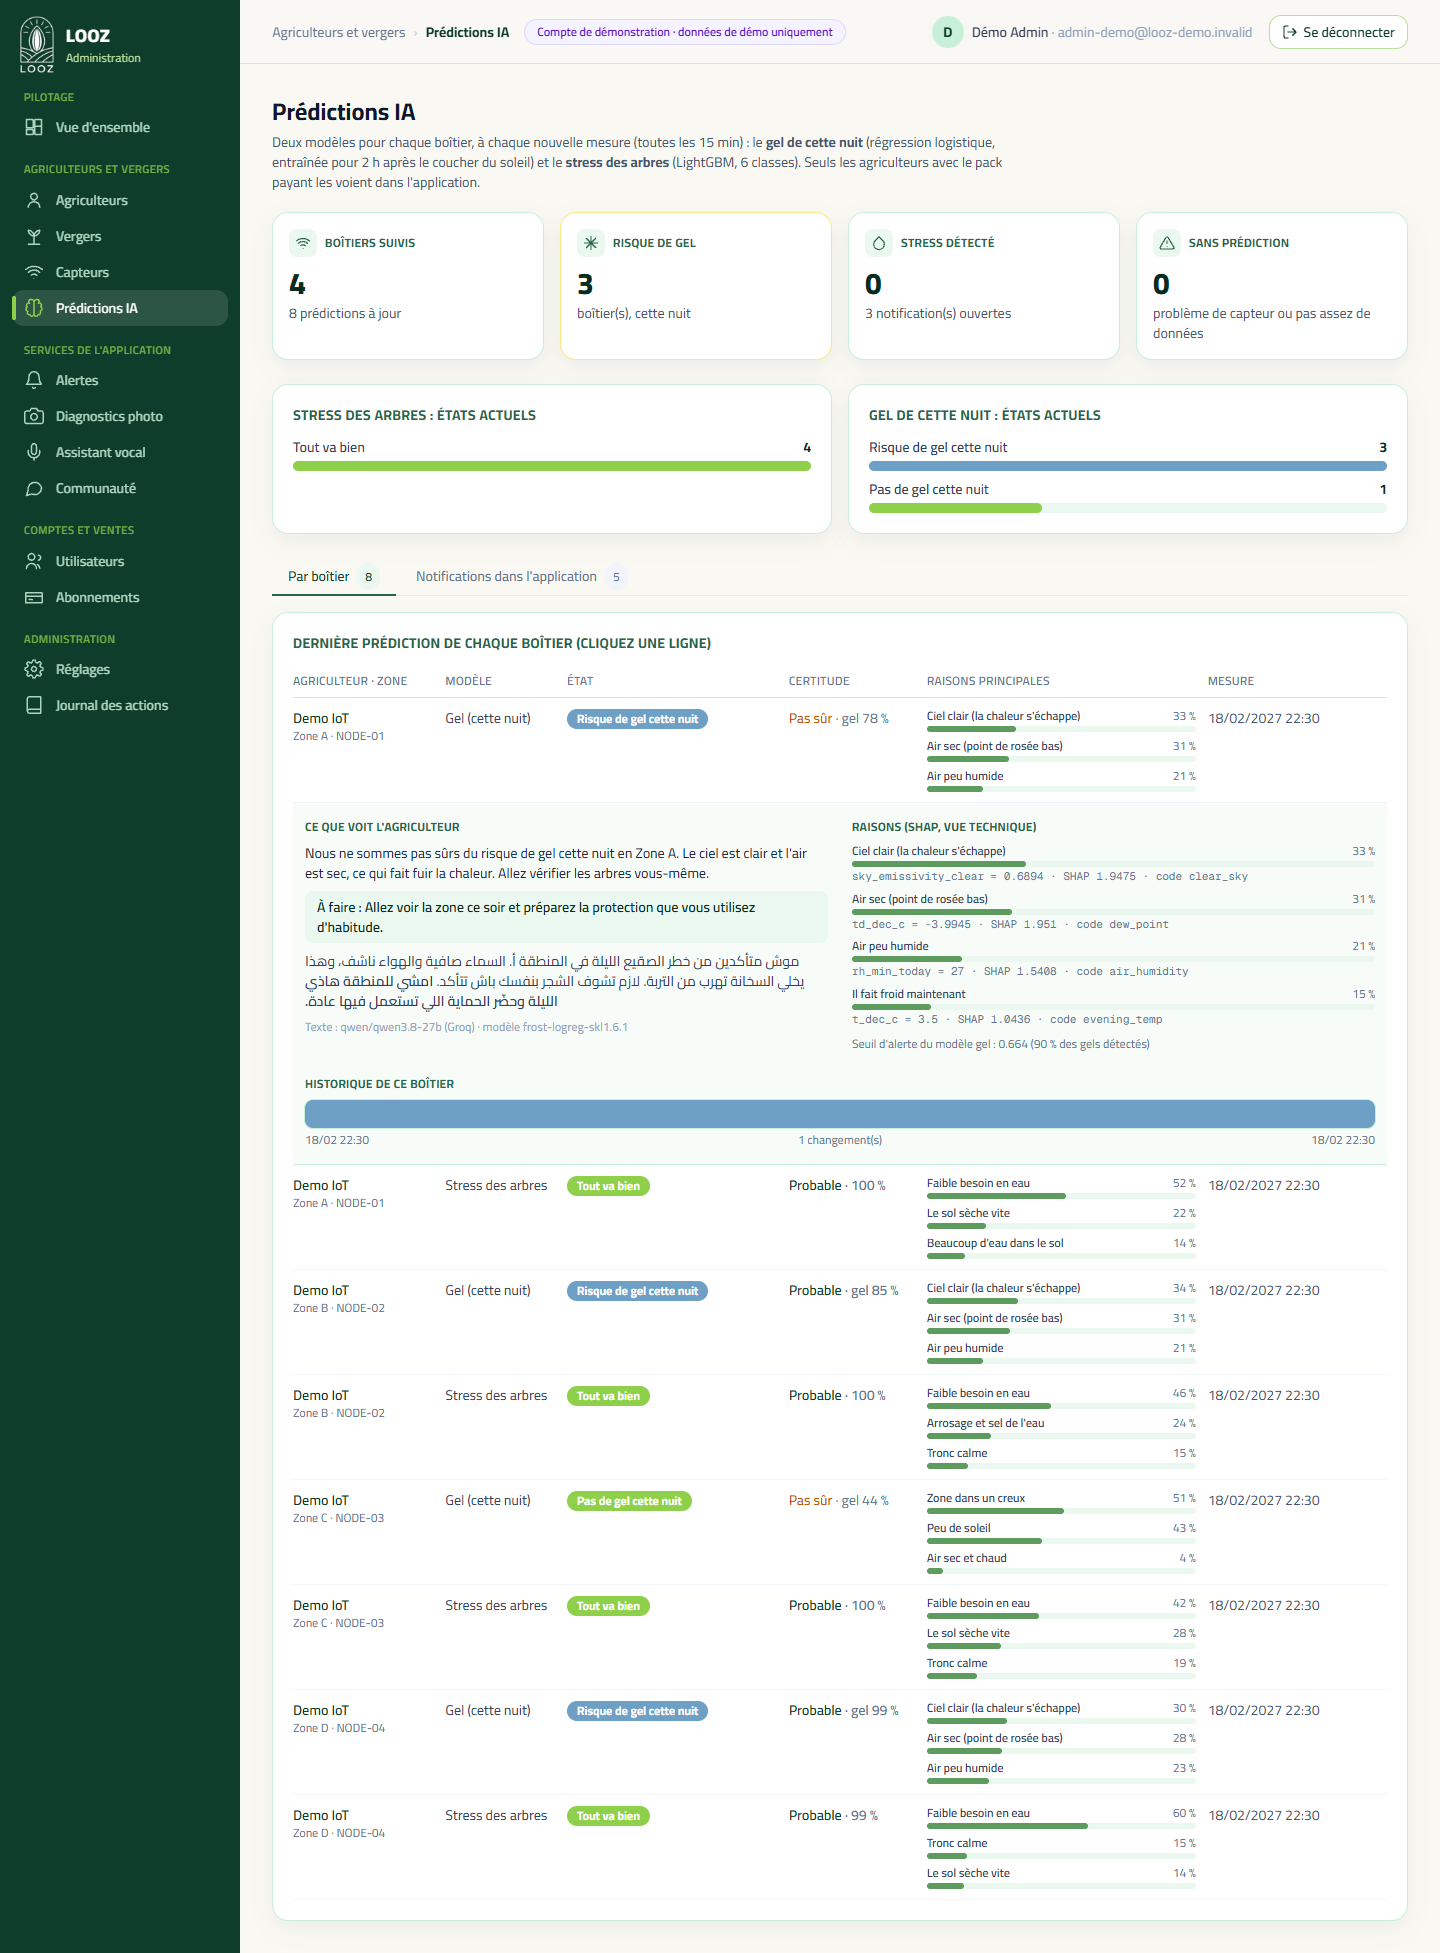 LOOZ
Administration
LOOZ
PILOTAGE
Vue d'ensemble
AGRICULTEURS ET VERGERS
Agriculteurs
Vergers
Capteurs
Prédictions IA
SERVICES DE L'APPLICATION
Alertes
Diagnostics photo
Assistant vocal
Communauté
COMPTES ET VENTES
Utilisateurs
Abonnements
ADMINISTRATION
Réglages
Journal des actions
Agriculteurs et vergers › Prédictions IA Compte de démonstration · données de démo uniquement
D Démo Admin · admin-demo@looz-demo.invalid Se déconnecter
Prédictions IA
Deux modèles pour chaque boîtier, à chaque nouvelle mesure (toutes les 15 min) : le gel de cette nuit (régression logistique,
entraînée pour 2 h après le coucher du soleil) et le stress des arbres (LightGBM, 6 classes). Seuls les agriculteurs avec le pack
payant les voient dans l'application.
BOÎTIERS SUIVIS
4
8 prédictions à jour
RISQUE DE GEL
3
boîtier(s), cette nuit
STRESS DÉTECTÉ
0
3 notification(s) ouvertes
SANS PRÉDICTION
0
problème de capteur ou pas assez de
données
STRESS DES ARBRES : ÉTATS ACTUELS
Tout va bien 4
GEL DE CETTE NUIT : ÉTATS ACTUELS
Risque de gel cette nuit 3
Pas de gel cette nuit 1
Par boîtier 8 Notifications dans l'application 5
DERNIÈRE PRÉDICTION DE CHAQUE BOÎTIER (CLIQUEZ UNE LIGNE)
AGRICULTEUR · ZONE MODÈLE ÉTAT CERTITUDE RAISONS PRINCIPALES MESURE
Demo IoT Gel (cette nuit) Risque de gel cette nuit Pas sûr · gel 78 % Ciel clair (la chaleur s'échappe) 33 % 18/02/2027 22:30
Zone A · NODE-01
Air sec (point de rosée bas) 31 %
Air peu humide 21 %
CE QUE VOIT L'AGRICULTEUR
Nous ne sommes pas sûrs du risque de gel cette nuit en Zone A. Le ciel est clair et l'air
est sec, ce qui fait fuir la chaleur. Allez vérifier les arbres vous-même.
À faire : Allez voir la zone ce soir et préparez la protection que vous utilisez
d'habitude.
موش متأكدين من خطر الصقيع الليلة في المنطقة أ. السماء صافية والهواء ناشف، وهذا
يخلي السخانة تهرب من التربة. لازم تشوف الشجر بنفسك باش تتأكد. امشي للمنطقة هاذي
الليلة وحضّر الحماية اللي تستعمل فيها عادة.
Texte : qwen/qwen3.8-27b (Groq) · modèle frost-logreg-skl1.6.1
RAISONS (SHAP, VUE TECHNIQUE)
Ciel clair (la chaleur s'échappe) 33 %
sky_emissivity_clear = 0.6894 · SHAP 1.9475 · code clear_sky
Air sec (point de rosée bas) 31 %
td_dec_c = -3.9945 · SHAP 1.951 · code dew_point
Air peu humide 21 %
rh_min_today = 27 · SHAP 1.5408 · code air_humidity
Il fait froid maintenant 15 %
t_dec_c = 3.5 · SHAP 1.0436 · code evening_temp
Seuil d'alerte du modèle gel : 0.664 (90 % des gels détectés)
HISTORIQUE DE CE BOÎTIER
18/02 22:30 1 changement(s) 18/02 22:30
Demo IoT Stress des arbres Tout va bien Probable · 100 % Faible besoin en eau 52 % 18/02/2027 22:30
Zone A · NODE-01
Le sol sèche vite 22 %
Beaucoup d'eau dans le sol 14 %
Demo IoT Gel (cette nuit) Risque de gel cette nuit Probable · gel 85 % Ciel clair (la chaleur s'échappe) 34 % 18/02/2027 22:30
Zone B · NODE-02
Air sec (point de rosée bas) 31 %
Air peu humide 21 %
Demo IoT Stress des arbres Tout va bien Probable · 100 % Faible besoin en eau 46 % 18/02/2027 22:30
Zone B · NODE-02
Arrosage et sel de l'eau 24 %
Tronc calme 15 %
Demo IoT Gel (cette nuit) Pas de gel cette nuit Pas sûr · gel 44 % Zone dans un creux 51 % 18/02/2027 22:30
Zone C · NODE-03
Peu de soleil 43 %
Air sec et chaud 4 %
Demo IoT Stress des arbres Tout va bien Probable · 100 % Faible besoin en eau 42 % 18/02/2027 22:30
Zone C · NODE-03
Le sol sèche vite 28 %
Tronc calme 19 %
Demo IoT Gel (cette nuit) Risque de gel cette nuit Probable · gel 99 % Ciel clair (la chaleur s'échappe) 30 % 18/02/2027 22:30
Zone D · NODE-04
Air sec (point de rosée bas) 28 %
Air peu humide 23 %
Demo IoT Stress des arbres Tout va bien Probable · 99 % Faible besoin en eau 60 % 18/02/2027 22:30
Zone D · NODE-04
Tronc calme 15 %
Le sol sèche vite 14 %